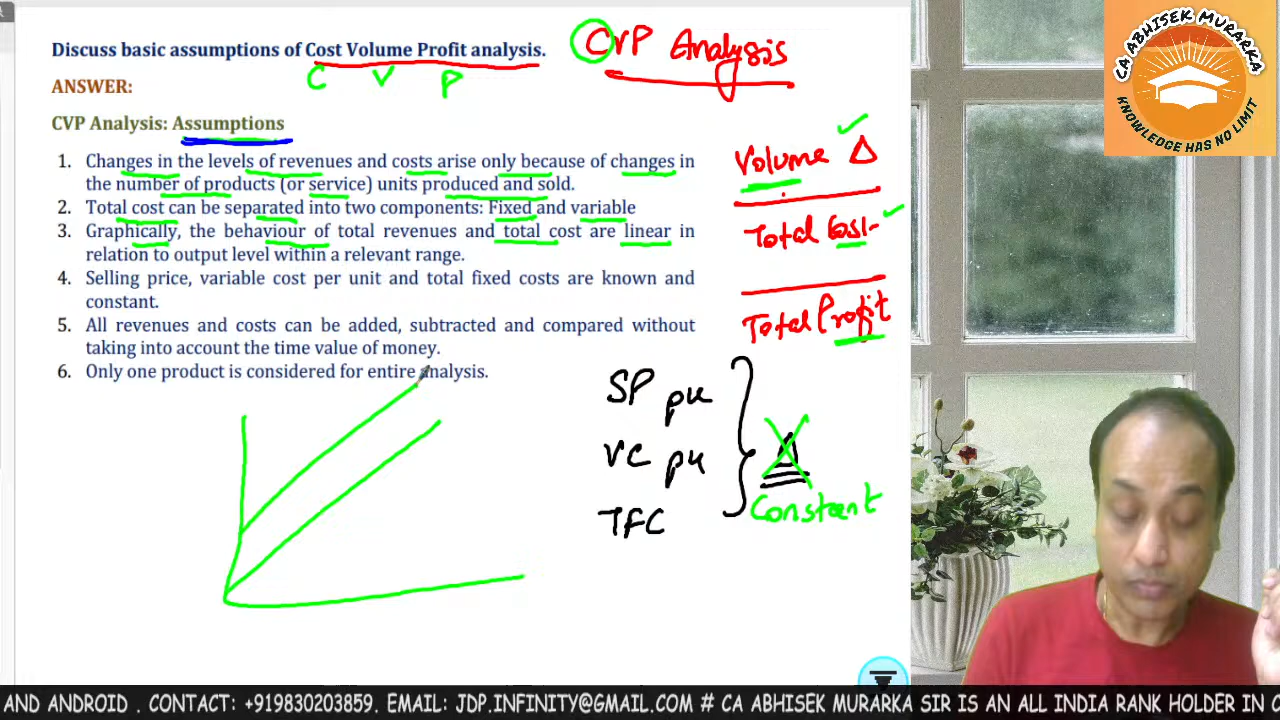 Discuss basic assumptions of Cost Volume Profit analysis.
C V P
CVP Analysis
ANSWER:
CVP Analysis: Assumptions
1. Changes in the levels of revenues and costs arise only because of changes in
the number of products (or service) units produced and sold.
2. Total cost can be separated into two components: Fixed and variable
3. Graphically, the behaviour of total revenues and total cost are linear in
relation to output level within a relevant range.
4. Selling price, variable cost per unit and total fixed costs are known and
constant.
5. All revenues and costs can be added, subtracted and compared without
taking into account the time value of money.
6. Only one product is considered for entire analysis.
Volume Δ
Total Cost
Total Profit
SP pu
VC pu
TFC
Δ
Constant
CA ABHISEK MURARKA
KNOWLEDGE HAS NO LIMIT
AND ANDROID . CONTACT: +919830203859. EMAIL: JDP.INFINITY@GMAIL.COM # CA ABHISEK MURARKA SIR IS AN ALL INDIA RANK HOLDER IN